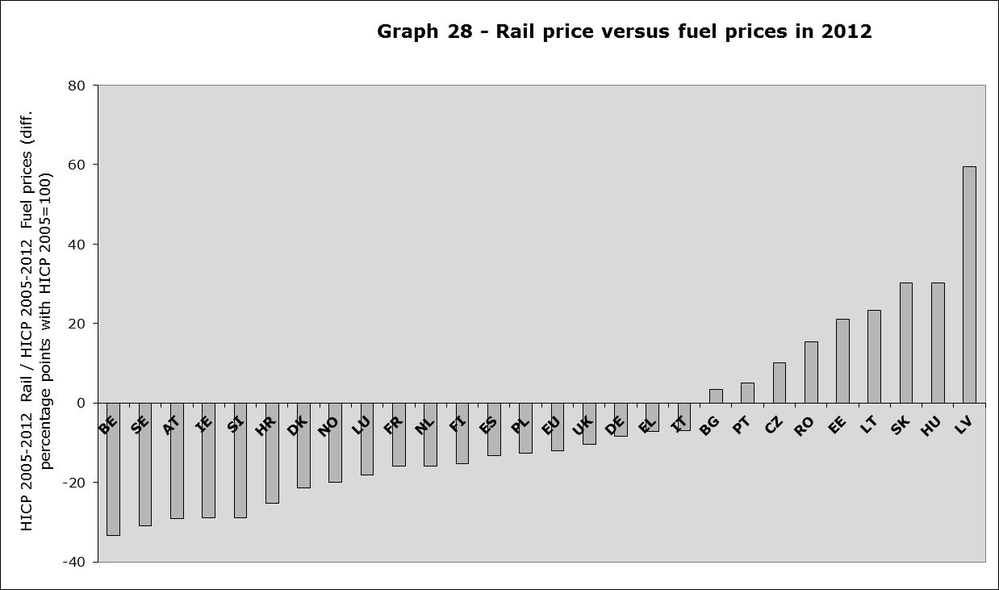 Graph 28 - Rail price versus fuel prices in 2012
HICP 2005-2012 Rail / HICP 2005-2012 Fuel prices (diff.
percentage points with HICP 2005=100)
80
60
40
20
0
-20
-40
BE SE AT IE SI HR DK NO LU FR NL FI ES PL EU UK DE EL IT BG PT CZ RO EE LT SK HU LV